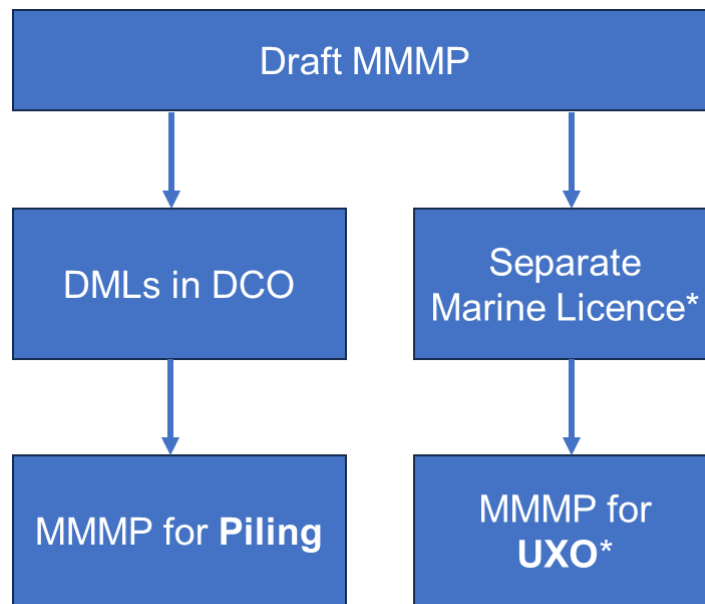 Draft MMMP
DMLs in DCO
Separate
Marine Licence*
MMMP for Piling
MMMP for
UXO*